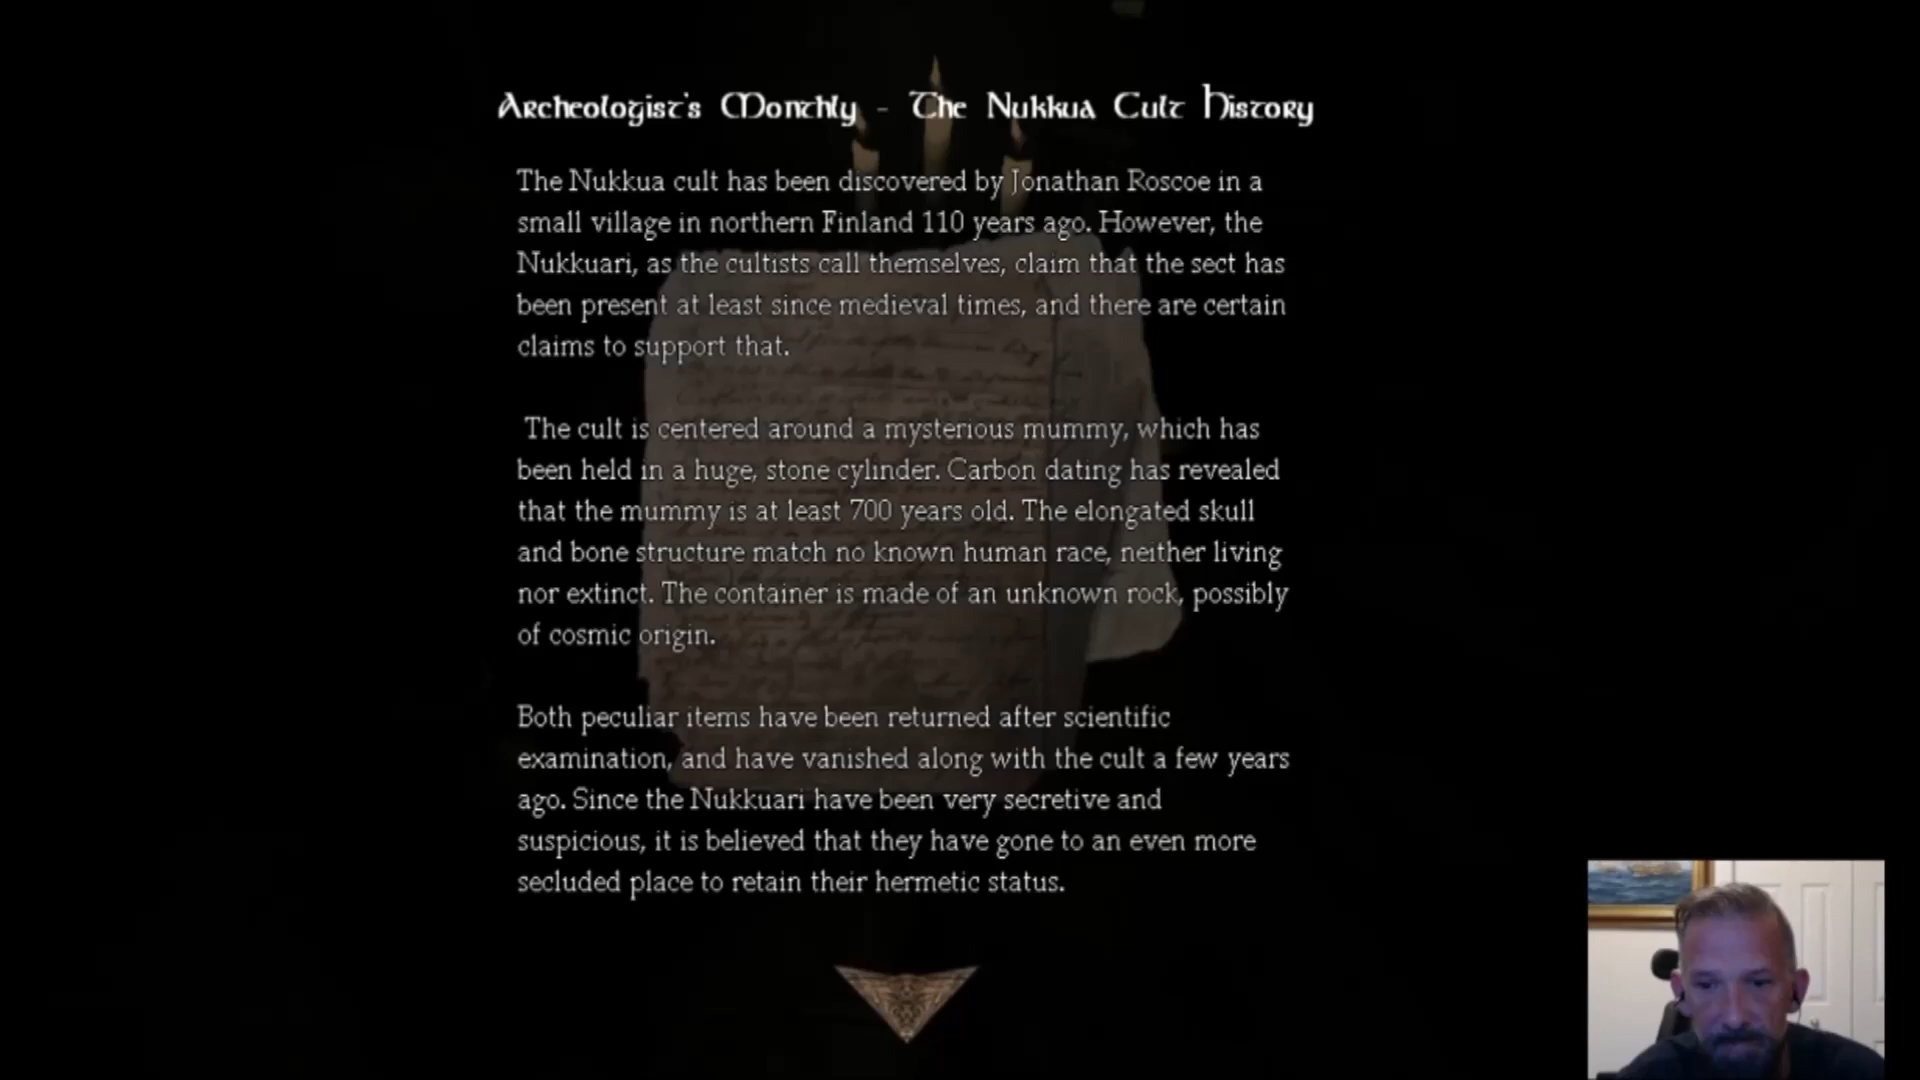 Archeologist's Monthly - The Nukkua Cult History
The Nukkua cult has been discovered by Jonathan Roscoe in a
small village in northern Finland 110 years ago. However, the
Nukkuari, as the cultists call themselves, claim that the sect has
been present at least since medieval times, and there are certain
claims to support that.
The cult is centered around a mysterious mummy, which has
been held in a huge, stone cylinder. Carbon dating has revealed
that the mummy is at least 700 years old. The elongated skull
and bone structure match no known human race, neither living
nor extinct. The container is made of an unknown rock, possibly
of cosmic origin.
Both peculiar items have been returned after scientific
examination, and have vanished along with the cult a few years
ago. Since the Nukkuari have been very secretive and
suspicious, it is believed that they have gone to an even more
secluded place to retain their hermetic status.